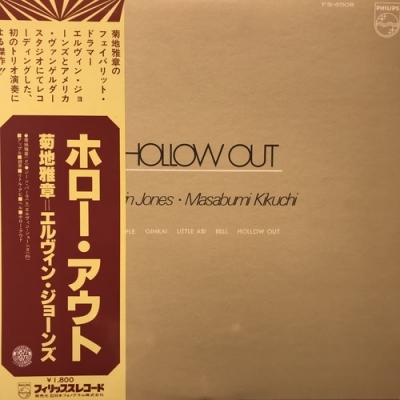 PHILIPS
FS-6508
菊地雅章の
フェイバリット・
ドラマー
エルヴィン・ジョ
ーンズとアメリカ
・ヴァンゲルダー
スタジオにてレコ
ーディングした、
初のトリオ演奏に
よる傑作!!
HOLLOW OUT
in Jones・Masabumi Kikuchi
PLE GINKAI LITTLE ABI BELL HOLLOW OUT
ホロー・アウト
菊地雅章=エルヴィン・ジョーンズ
¥1,800
フィリップスレコード